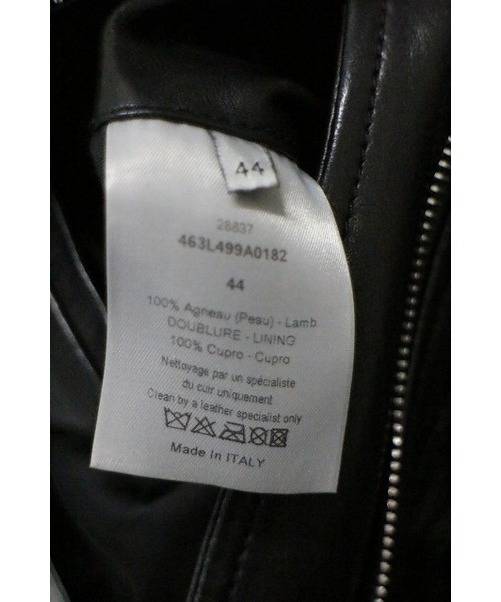 44
28837
463L499A0182
44
100% Agneau (Peau) - Lamb
DOUBLURE - LINING
100% Cupro - Cupro
Nettoyage par un spécialiste
du cuir uniquement
Clean by a leather specialist only
Made In ITALY